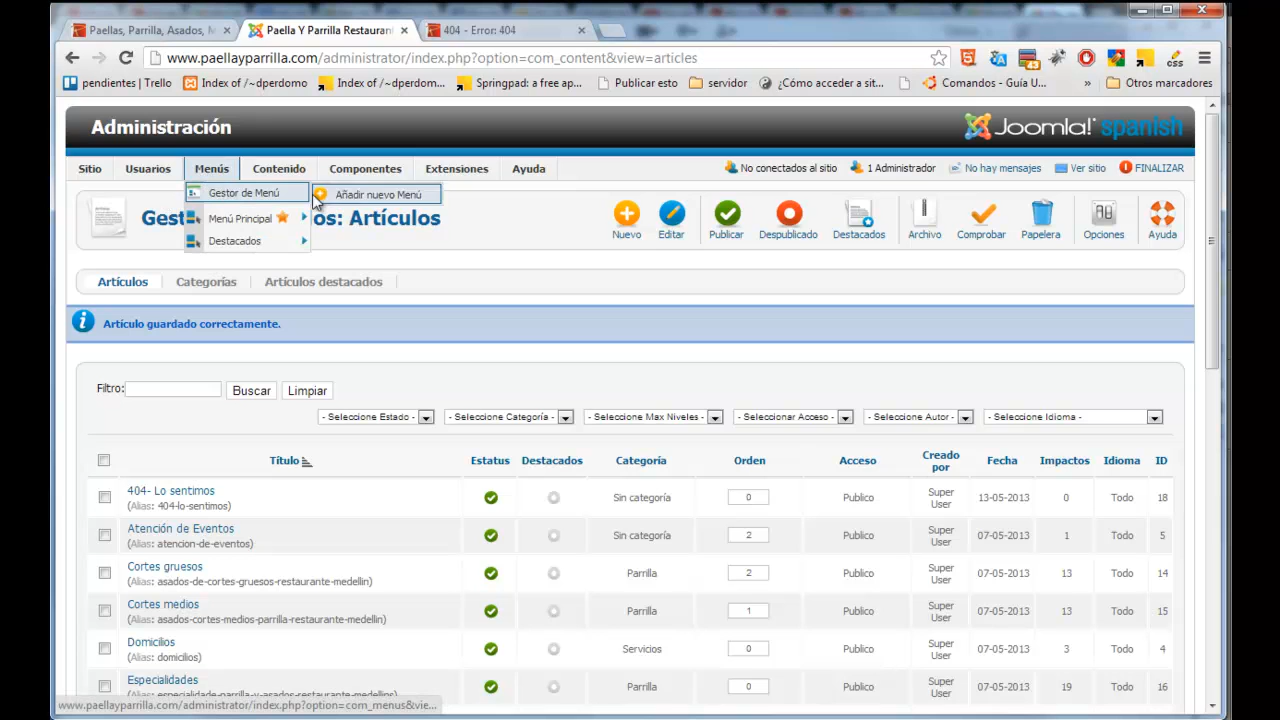 Paellas, Parrilla, Asados, M
Paella Y Parrilla Restauran
404 - Error: 404
www.paellayparrilla.com/administrator/index.php?option=com_content&view=articles
pendientes | Trello
Index of /~dperdomo
Index of /~dperdomo...
Springpad: a free ap...
Publicar esto
servidor
¿Cómo acceder a sit...
Comandos - Guía U...
»
Otros marcadores
Administración
Joomla! spanish
Sitio
Usuarios
Menús
Contenido
Componentes
Extensiones
Ayuda
No conectados al sitio
1 Administrador
No hay mensajes
Ver sitio
FINALIZAR
Gestor de Menú
Añadir nuevo Menú
Menú Principal
Destacados
Gest
os: Artículos
Nuevo
Editar
Publicar
Despublicado
Destacados
Archivo
Comprobar
Papelera
Opciones
Ayuda
Artículos
Categorías
Artículos destacados
Artículo guardado correctamente.
Filtro:
Buscar
Limpiar
- Seleccione Estado -
- Seleccione Categoría -
- Seleccione Max Niveles -
- Seleccionar Acceso -
- Seleccione Autor -
- Seleccione Idioma -
Título
Estatus
Destacados
Categoría
Orden
Acceso
Creado por
Fecha
Impactos
Idioma
ID
404- Lo sentimos
(Alias: 404-lo-sentimos)
Sin categoría
0
Publico
Super User
13-05-2013
0
Todo
18
Atención de Eventos
(Alias: atencion-de-eventos)
Sin categoría
2
Publico
Super User
07-05-2013
1
Todo
5
Cortes gruesos
(Alias: asados-de-cortes-gruesos-restaurante-medellin)
Parrilla
2
Publico
Super User
07-05-2013
13
Todo
14
Cortes medios
(Alias: asados-cortes-medios-parrilla-restaurante-medellin)
Parrilla
1
Publico
Super User
07-05-2013
13
Todo
15
Domicilios
(Alias: domicilios)
Servicios
0
Publico
Super User
07-05-2013
3
Todo
4
Especialidades
(Alias: especialidade-parrilla-y-asados-restaurante-medellins)
Parrilla
0
Publico
Super User
07-05-2013
19
Todo
16
www.paellayparrilla.com/administrator/index.php?option=com_menus&vie...